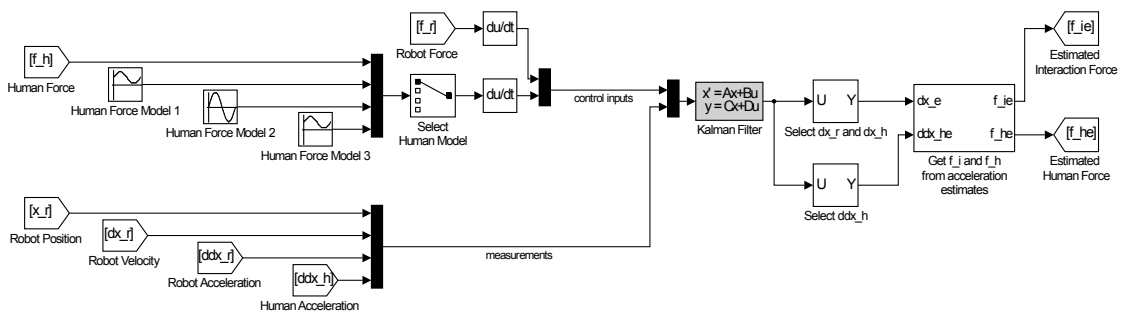 [f_h]
Human Force
Human Force Model 1
Human Force Model 2
Human Force Model 3
[f_r]
Robot Force
du/dt
Select
Human Model
du/dt
control inputs
[x_r]
Robot Position
[dx_r]
Robot Velocity
[ddx_r]
Robot Acceleration
[ddx_h]
Human Acceleration
measurements
x' = Ax+Bu
y = Cx+Du
Kalman Filter
U Y
Select dx_r and dx_h
U Y
Select ddx_h
dx_e f_ie
ddx_he f_he
Get f_i and f_h
from acceleration
estimates
[f_ie]
Estimated
Interaction Force
[f_he]
Estimated
Human Force